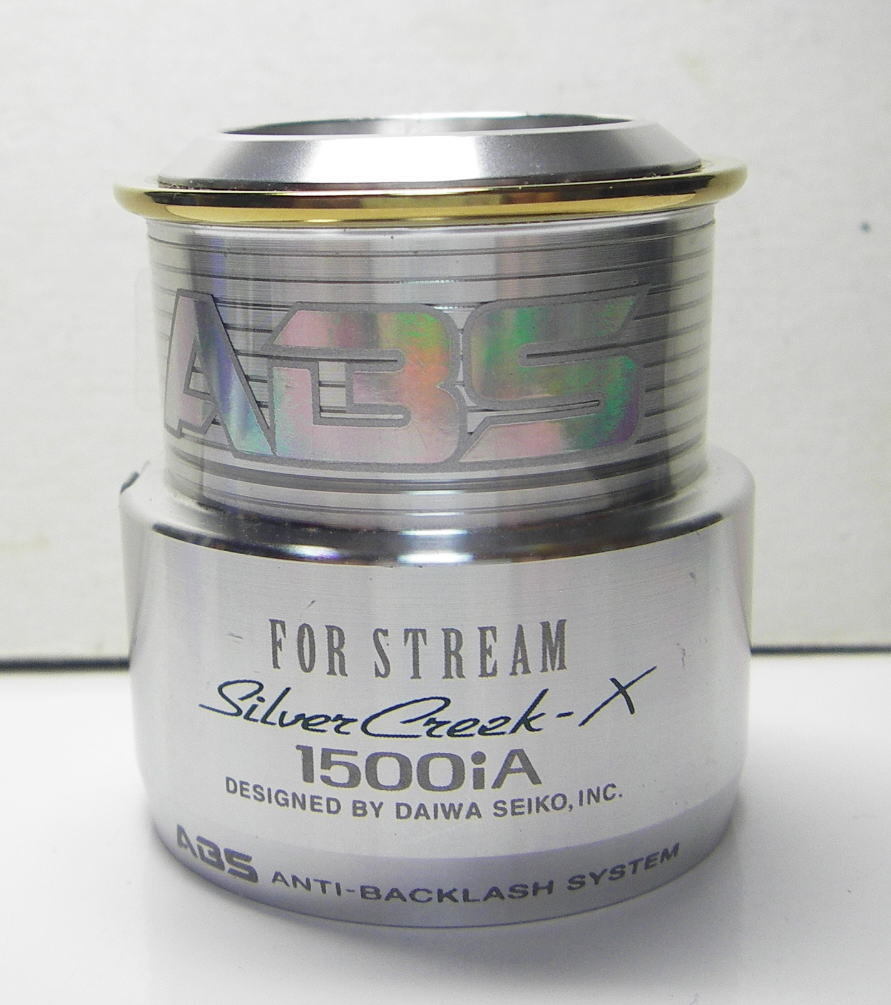 ABS
FOR STREAM
Silver Creek-X
1500iA
DESIGNED BY DAIWA SEIKO, INC.
ABS ANTI-BACKLASH SYSTEM